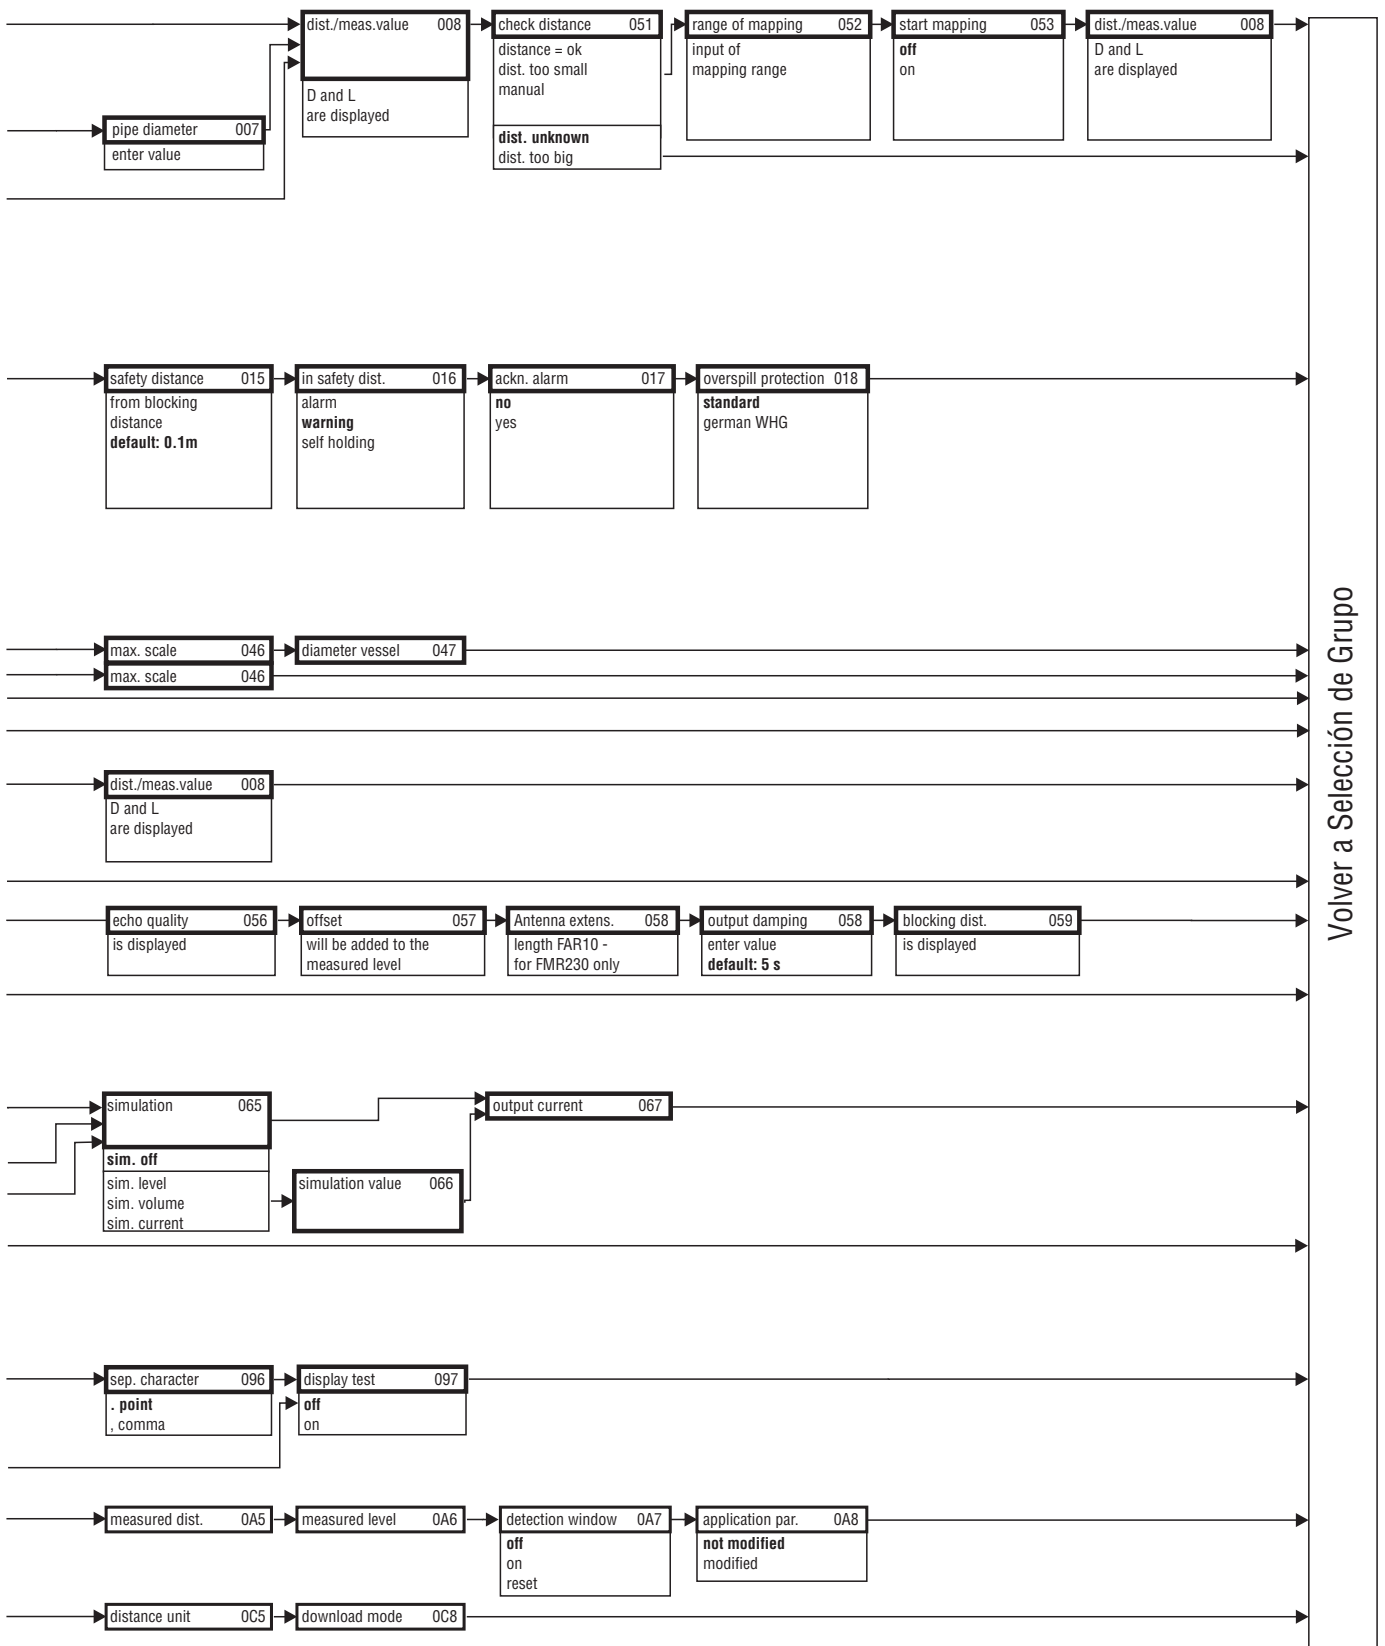 dist./meas.value 008
D and L
are displayed
check distance 051
distance = ok
dist. too small
manual
dist. unknown
dist. too big
range of mapping 052
input of
mapping range
start mapping 053
off
on
dist./meas.value 008
D and L
are displayed
pipe diameter 007
enter value
safety distance 015
from blocking
distance
default: 0.1m
in safety dist. 016
alarm
warning
self holding
ackn. alarm 017
no
yes
overspill protection 018
standard
german WHG
max. scale 046
diameter vessel 047
max. scale 046
dist./meas.value 008
D and L
are displayed
echo quality 056
is displayed
offset 057
will be added to the
measured level
Antenna extens. 058
length FAR10 -
for FMR230 only
output damping 058
enter value
default: 5 s
blocking dist. 059
is displayed
simulation 065
sim. off
sim. level
sim. volume
sim. current
simulation value 066
output current 067
sep. character 096
. point
, comma
display test 097
off
on
measured dist. 0A5
measured level 0A6
detection window 0A7
off
on
reset
application par. 0A8
not modified
modified
distance unit 0C5
download mode 0C8
Volver a Selección de Grupo